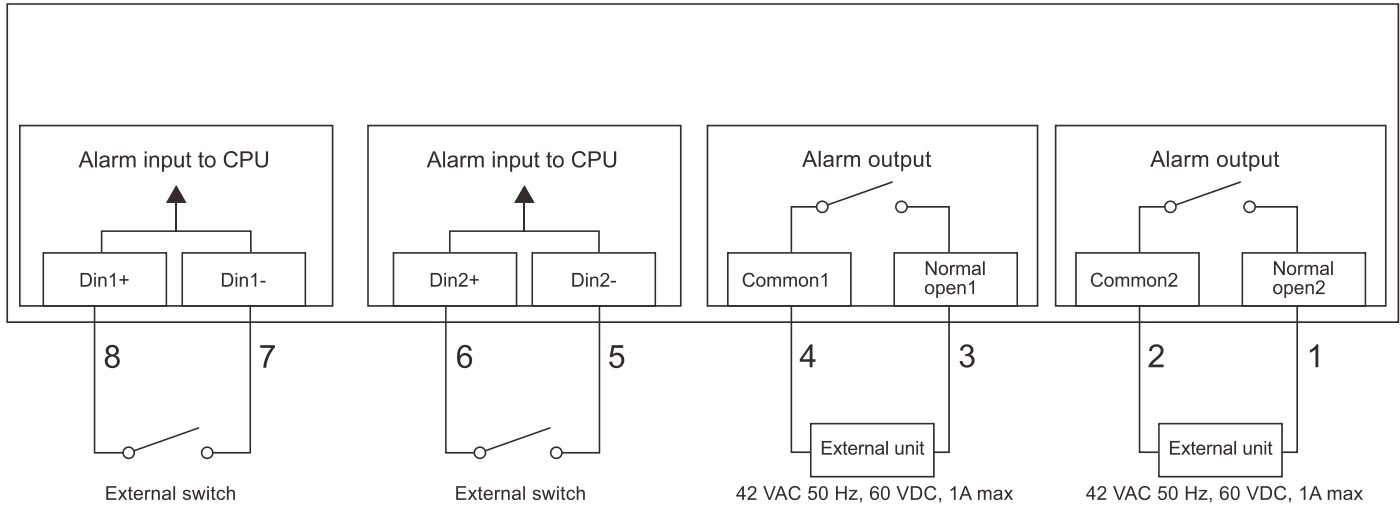 Alarm input to CPU
Alarm input to CPU
Alarm output
Alarm output
Din1+
Din1-
Din2+
Din2-
Common1
Normal
open1
Common2
Normal
open2
8
7
6
5
4
3
2
1
External unit
External unit
External switch
External switch
42 VAC 50 Hz, 60 VDC, 1A max
42 VAC 50 Hz, 60 VDC, 1A max